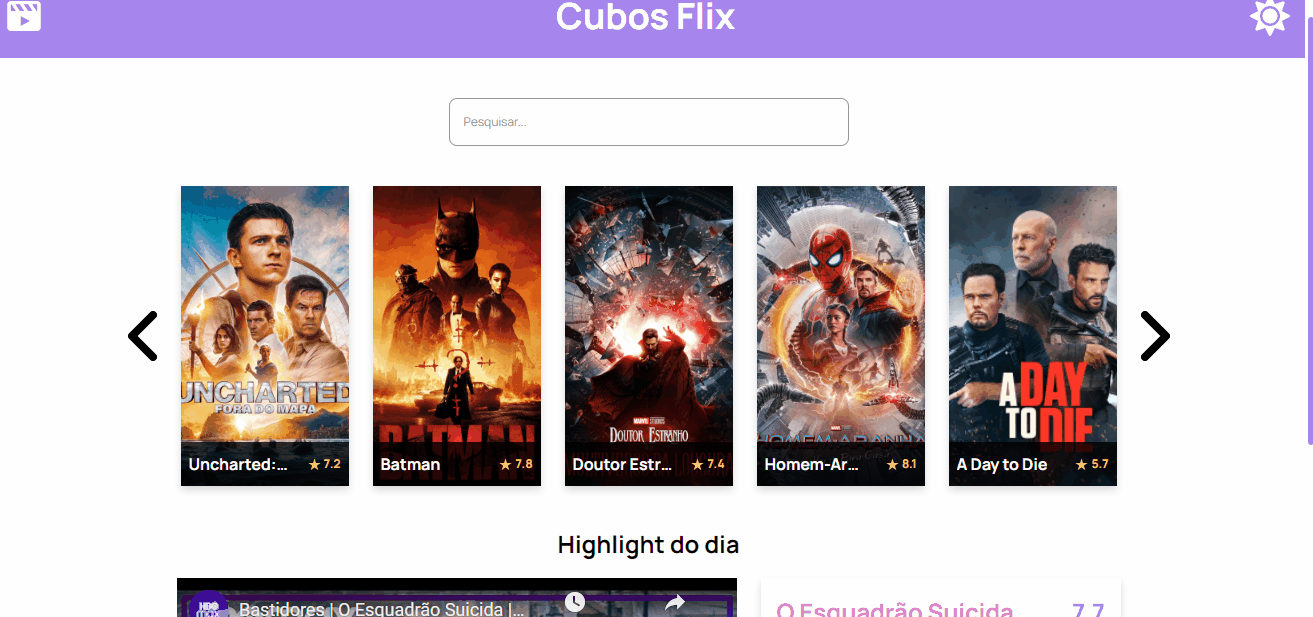 Cubos Flix
Pesquisar...
UNCHARTED
FORA DO MAPA
BATMAN
MARVEL STUDIOS
DOUTOR ESTRANHO
HOMEM-ARANHA
A DAY
TO DIE
Uncharted:... ★ 7.2
Batman ★ 7.8
Doutor Estr... ★ 7.4
Homem-Ar... ★ 8.1
A Day to Die ★ 5.7
Highlight do dia
HBO
max
Bastidores | O Esquadrão Suicida |...
O Esquadrão Suicida 7.7